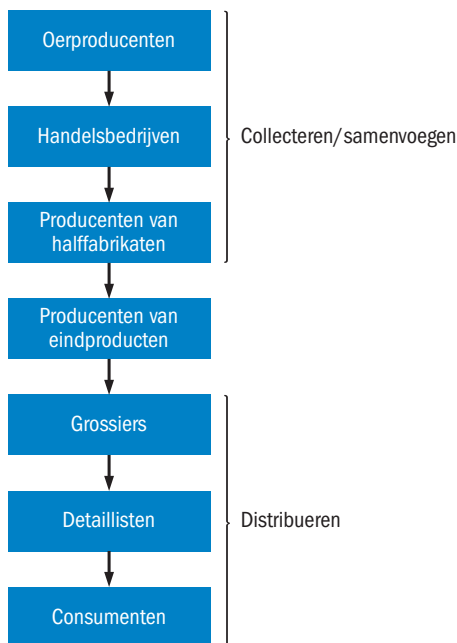 Oerproducenten
Handelsbedrijven
Collecteren/samenvoegen
Producenten van
halffabrikaten
Producenten van
eindproducten
Grossiers
Detaillisten
Distribueren
Consumenten